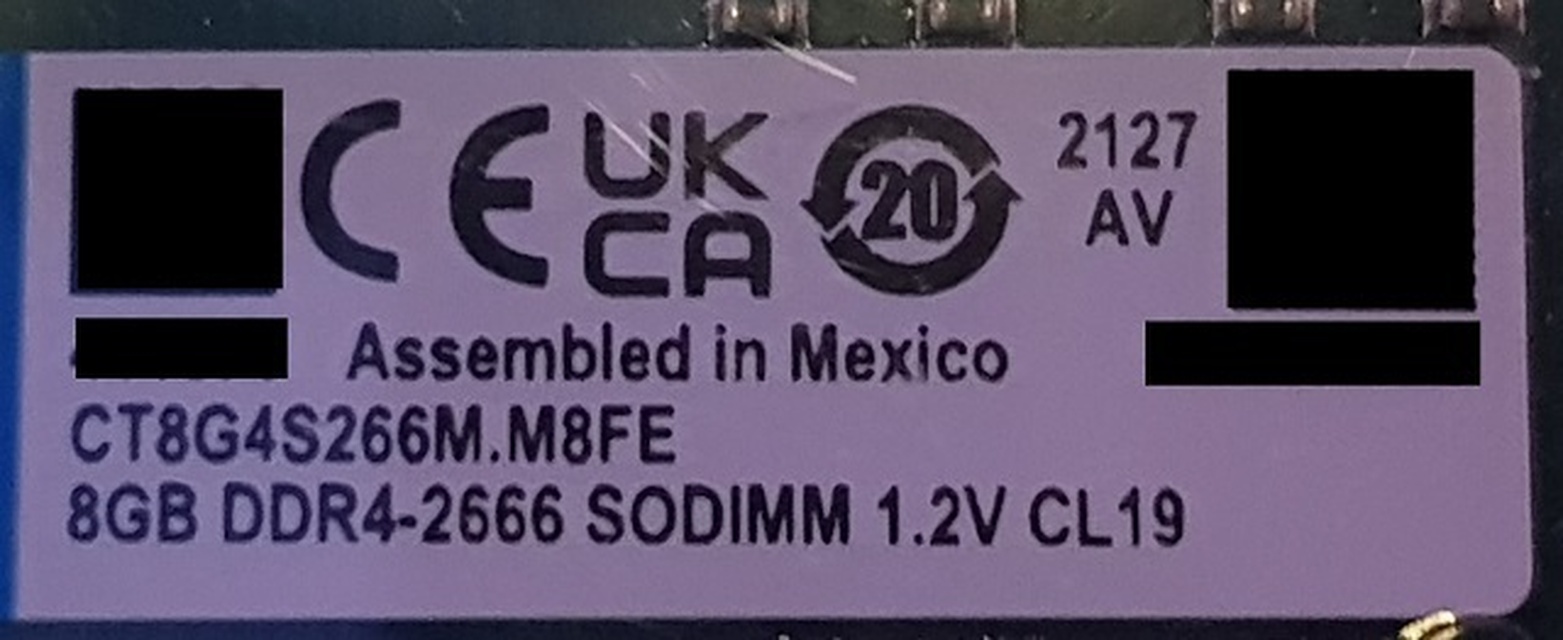 CE UK CA 20 2127 AV
Assembled in Mexico
CT8G4S266M.M8FE
8GB DDR4-2666 SODIMM 1.2V CL19